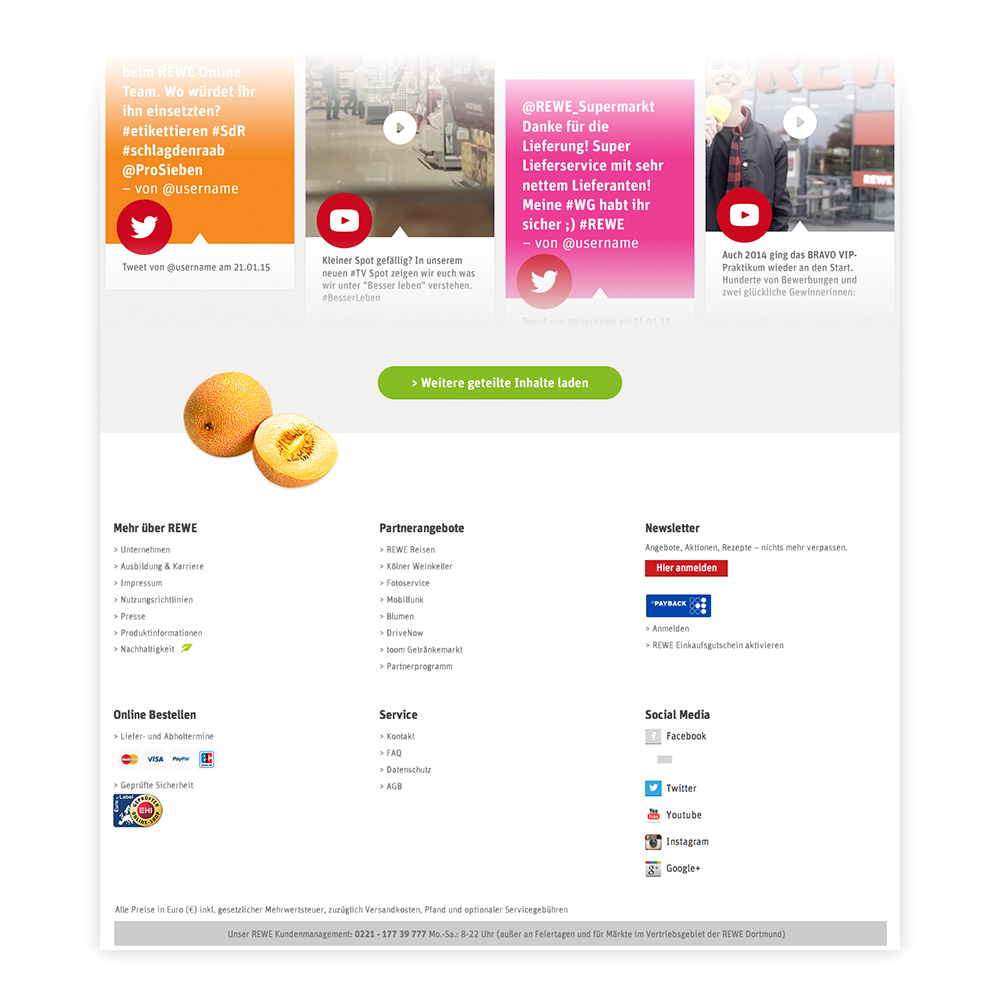 beim REWE Online
Team. Wo würdet ihr
ihn einsetzten?
#etikettieren #SdR
#schlagdenraab
@ProSieben
– von @username
Tweet von @username am 21.01.15
Kleiner Spot gefällig? In unserem
neuen #TV Spot zeigen wir euch was
wir unter "Besser leben" verstehen.
#BesserLeben
@REWE_Supermarkt
Danke für die
Lieferung! Super
Lieferservice mit sehr
nettem Lieferanten!
Meine #WG habt ihr
sicher ;) #REWE
– von @username
Tweet von @username am 21.01.15
REW
REWE
Auch 2014 ging das BRAVO VIP-
Praktikum wieder an den Start.
Hunderte von Bewerbungen und
zwei glückliche Gewinnerinnen:
> Weitere geteilte Inhalte laden
Mehr über REWE
> Unternehmen
> Ausbildung & Karriere
> Impressum
> Nutzungsrichtlinien
> Presse
> Produktinformationen
> Nachhaltigkeit
Partnerangebote
> REWE Reisen
> Kölner Weinkeller
> Fotoservice
> Mobilfunk
> Blumen
> DriveNow
> toom Getränkemarkt
> Partnerprogramm
Newsletter
Angebote, Aktionen, Rezepte – nichts mehr verpassen.
Hier anmelden
°PAYBACK
> Anmelden
> REWE Einkaufsgutschein aktivieren
Online Bestellen
> Liefer- und Abholtermine
MasterCard VISA PayPal EC
> Geprüfte Sicherheit
Euro-Label GEPRÜFTER EHI ONLINE-SHOP
Service
> Kontakt
> FAQ
> Datenschutz
> AGB
Social Media
f Facebook
Twitter
You Tube Youtube
Instagram
g+ Google+
Alle Preise in Euro (€) inkl. gesetzlicher Mehrwertsteuer, zuzüglich Versandkosten, Pfand und optionaler Servicegebühren
Unser REWE Kundenmanagement: 0221 - 177 39 777 Mo.-Sa.: 8-22 Uhr (außer an Feiertagen und für Märkte im Vertriebsgebiet der REWE Dortmund)